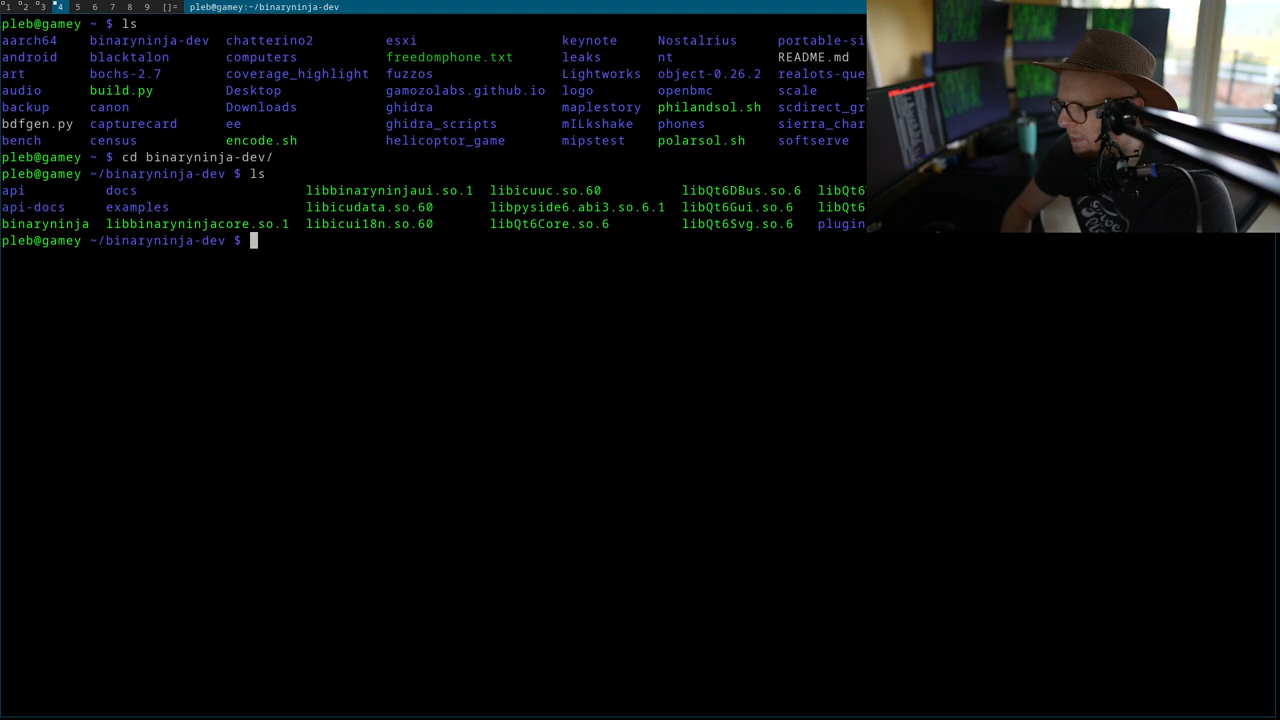 1 2 3 4 5 6 7 8 9 []= pleb@gamey:~/binaryninja-dev
pleb@gamey ~ $ ls
aarch64 binaryninja-dev chatterino2 esxi keynote Nostalrius portable-si
android blacktalon computers freedomphone.txt leaks nt README.md
art bochs-2.7 coverage_highlight fuzzos Lightworks object-0.26.2 realots-que
audio build.py Desktop gamozolabs.github.io logo openbmc scale
backup canon Downloads ghidra maplestory philandsol.sh scdirect_gr
bdfgen.py capturecard ee ghidra_scripts mILkshake phones sierra_char
bench census encode.sh helicoptor_game mipstest polarsol.sh softserve
pleb@gamey ~ $ cd binaryninja-dev/
pleb@gamey ~/binaryninja-dev $ ls
api docs libbinaryninjaui.so.1 libicuuc.so.60 libQt6DBus.so.6 libQt6
api-docs examples libicudata.so.60 libpyside6.abi3.so.6.1 libQt6Gui.so.6 libQt6
binaryninja libbinaryninjacore.so.1 libicui18n.so.60 libQt6Core.so.6 libQt6Svg.so.6 plugin
pleb@gamey ~/binaryninja-dev $